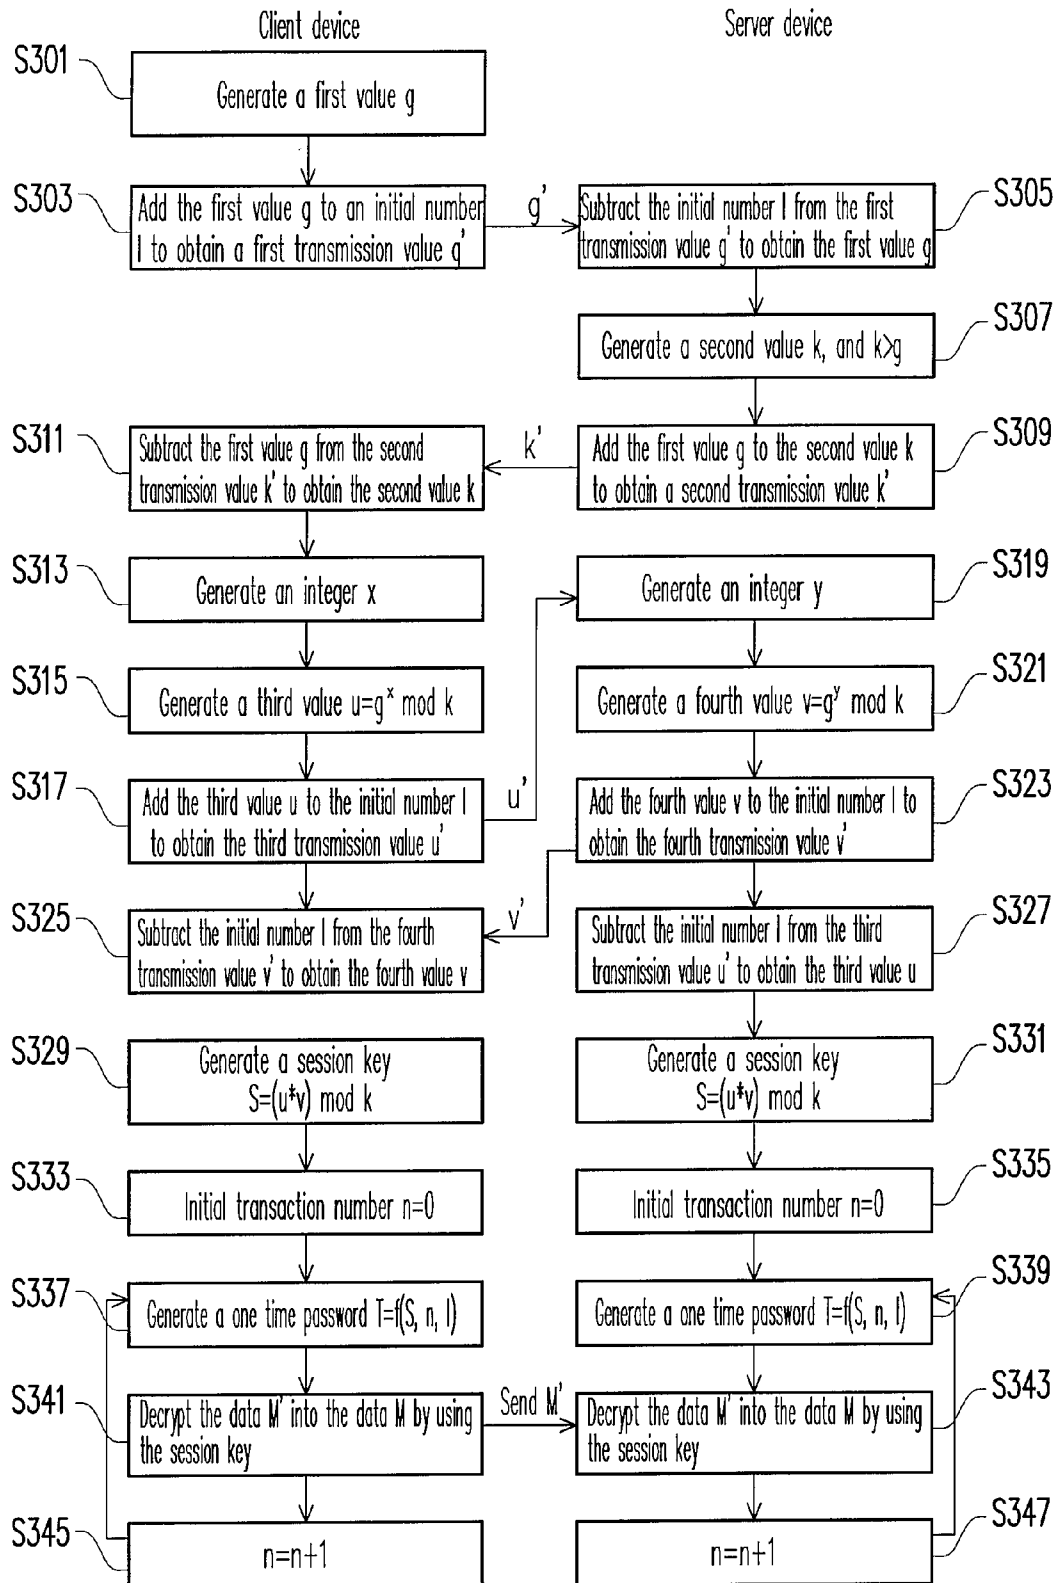 Client device
Server device
S301
Generate a first value g
S303
Add the first value g to an initial number
I to obtain a first transmission value g'
g'
Subtract the initial number I from the first
transmission value g' to obtain the first value g
S305
Generate a second value k, and k>g
S307
S311
Subtract the first value g from the second
transmission value k' to obtain the second value k
k'
Add the first value g to the second value k
to obtain a second transmission value k'
S309
S313
Generate an integer x
Generate an integer y
S319
S315
Generate a third value u=g^x mod k
Generate a fourth value v=g^y mod k
S321
S317
Add the third value u to the initial number I
to obtain the third transmission value u'
u'
Add the fourth value v to the initial number I to
obtain the fourth transmission value v'
S323
S325
Subtract the initial number I from the fourth
transmission value v' to obtain the fourth value v
v'
Subtract the initial number I from the third
transmission value u' to obtain the third value u
S327
S329
Generate a session key
S=(u*v) mod k
Generate a session key
S=(u*v) mod k
S331
S333
Initial transaction number n=0
Initial transaction number n=0
S335
S337
Generate a one time password T=f(S, n, I)
Generate a one time password T=f(S, n, I)
S339
S341
Decrypt the data M' into the data M by using
the session key
Send M'
Decrypt the data M' into the data M by using
the session key
S343
S345
n=n+1
n=n+1
S347